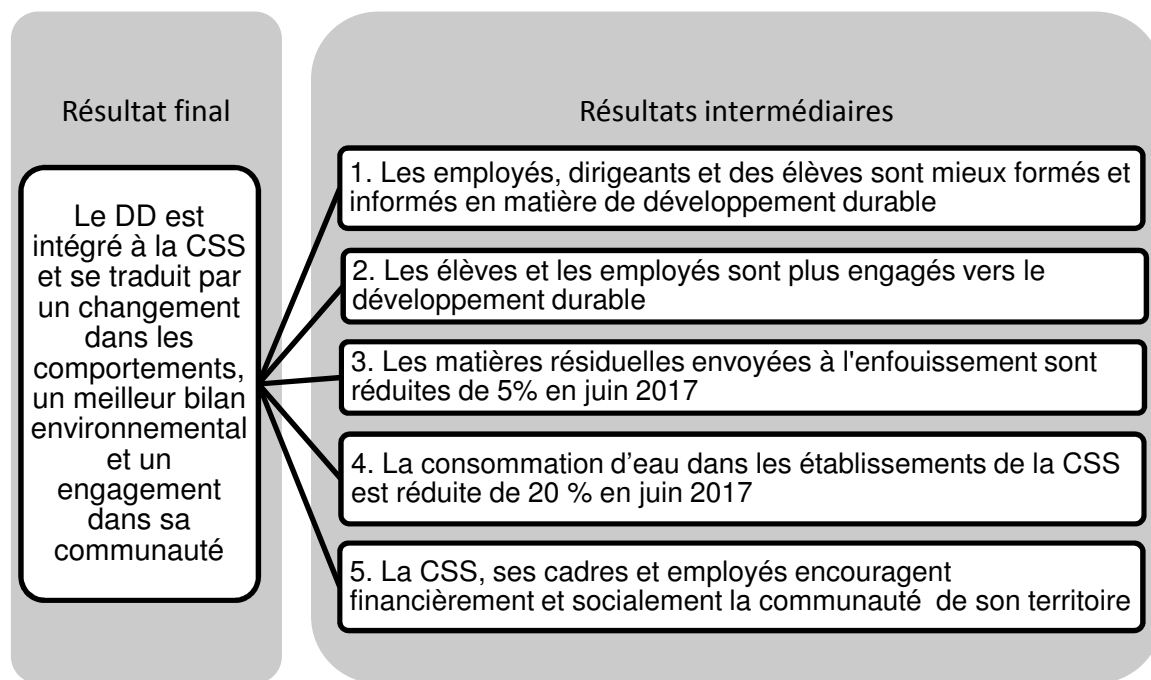 Résultat final
Le DD est
intégré à la CSS
et se traduit par
un changement
dans les
comportements,
un meilleur bilan
environnemental
et un
engagement
dans sa
communauté
Résultats intermédiaires
1. Les employés, dirigeants et des élèves sont mieux formés et
informés en matière de développement durable
2. Les élèves et les employés sont plus engagés vers le
développement durable
3. Les matières résiduelles envoyées à l'enfouissement sont
réduites de 5% en juin 2017
4. La consommation d’eau dans les établissements de la CSS
est réduite de 20 % en juin 2017
5. La CSS, ses cadres et employés encouragent
financièrement et socialement la communauté  de son territoire